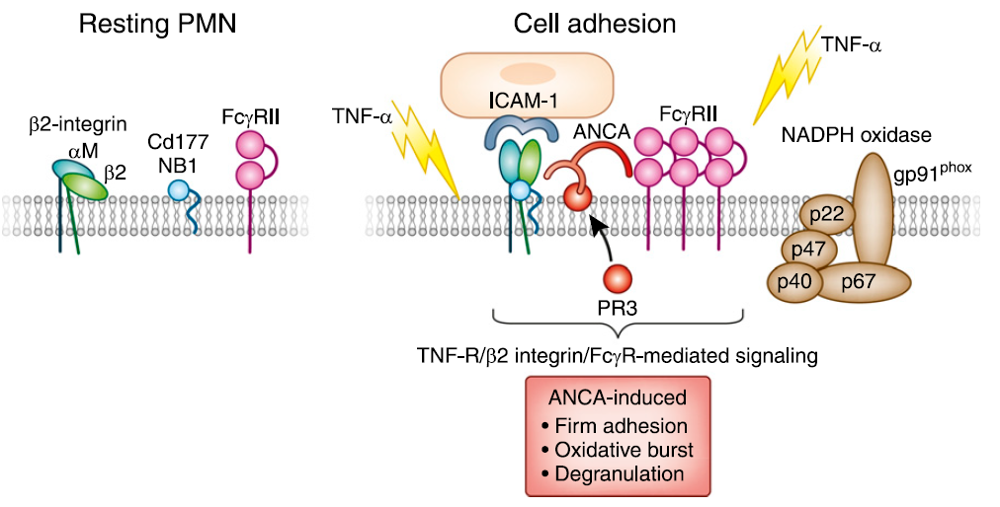 Resting PMN
Cell adhesion
β2-integrin
αM
β2
Cd177
NB1
FcγRII
TNF-α
ICAM-1
ANCA
FcγRII
TNF-α
NADPH oxidase
gp91phox
p22
p47
p40
p67
PR3
TNF-R/β2 integrin/FcγR-mediated signaling
ANCA-induced
• Firm adhesion
• Oxidative burst
• Degranulation